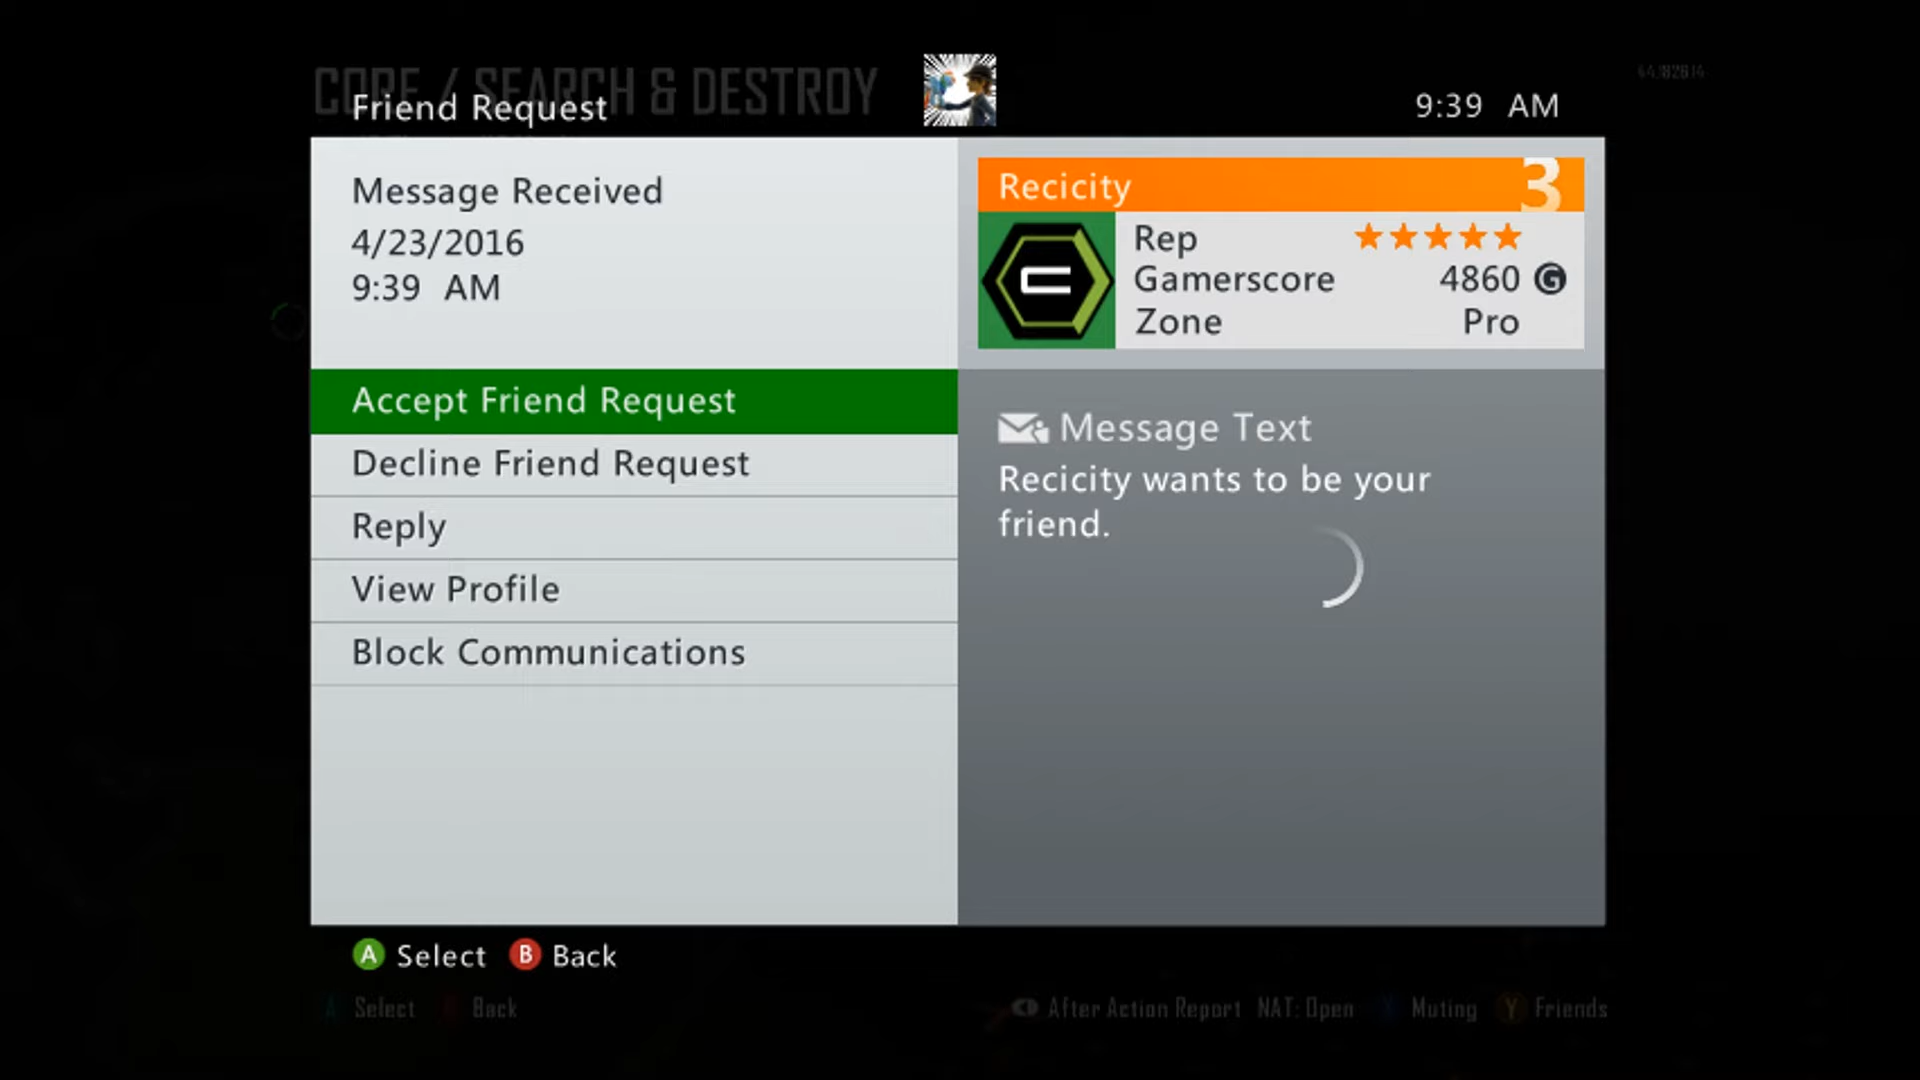 CORE / SEARCH & DESTROY
Friend Request
9:39 AM
Message Received
4/23/2016
9:39 AM
Accept Friend Request
Decline Friend Request
Reply
View Profile
Block Communications
Recicity
3
Rep
Gamerscore 4860 G
Zone Pro
Message Text
Recicity wants to be your
friend.
A Select B Back
A Select B Back
After Action Report NAT: Open X Muting Y Friends